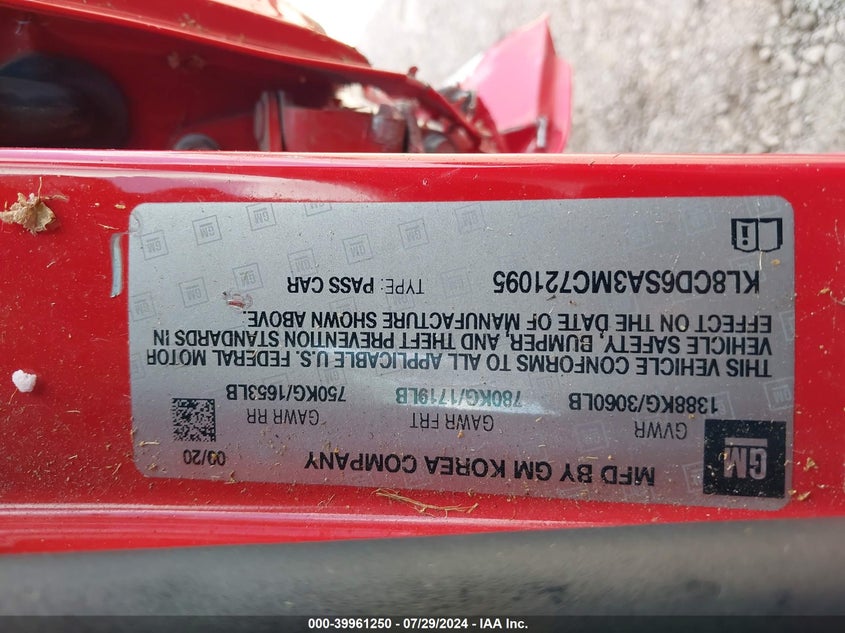 GM
MFD BY GM KOREA COMPANY
GVWR GAWR FRT GAWR RR
1388KG/3060LB 780KG/1719LB 750KG/1653LB
THIS VEHICLE CONFORMS TO ALL APPLICABLE U.S. FEDERAL MOTOR
VEHICLE SAFETY, BUMPER, AND THEFT PREVENTION STANDARDS IN
EFFECT ON THE DATE OF MANUFACTURE SHOWN ABOVE.
KL8CD6SA3MC721095 TYPE: PASS CAR
000-39961250 - 07/29/2024 - IAA Inc.